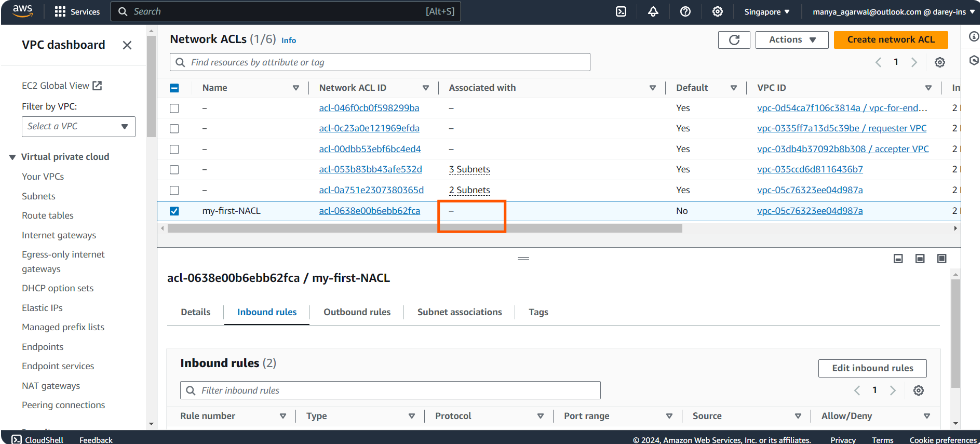 aws Services Search [Alt+S] Singapore manya_agarwal@outlook.com @ darey-ins
VPC dashboard
EC2 Global View
Filter by VPC:
Select a VPC
Virtual private cloud
Your VPCs
Subnets
Route tables
Internet gateways
Egress-only internet
gateways
DHCP option sets
Elastic IPs
Managed prefix lists
Endpoints
Endpoint services
NAT gateways
Peering connections
Network ACLs (1/6) Info
Actions Create network ACL
Find resources by attribute or tag 1
Name Network ACL ID Associated with Default VPC ID In
– acl-046f0cb0f598299ba – Yes vpc-0d54ca7f106c3814a / vpc-for-end… 2
– acl-0c23a0e121969efda – Yes vpc-0335ff7a13d5c39be / requester VPC 2
– acl-00dbb53ebf6bc4ed4 – Yes vpc-03db4b37092b8b308 / accepter VPC 2
– acl-053b83bb43afe532d 3 Subnets Yes vpc-035ccd6d8116436b7 2
– acl-0a751e2307380365d 2 Subnets Yes vpc-05c76323ee04d987a 2
my-first-NACL acl-0638e00b6ebb62fca – No vpc-05c76323ee04d987a 2
acl-0638e00b6ebb62fca / my-first-NACL
Details Inbound rules Outbound rules Subnet associations Tags
Inbound rules (2)
Edit inbound rules
Filter inbound rules 1
Rule number Type Protocol Port range Source Allow/Deny
CloudShell Feedback © 2024, Amazon Web Services, Inc. or its affiliates. Privacy Terms Cookie preferences